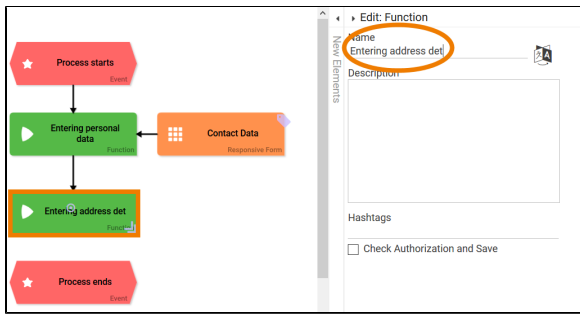 Process starts
Event
Entering personal
data
Function
Contact Data
Responsive Form
Entering address det
Function
Process ends
Event
New Elements
Edit: Function
Name
Entering address det
Description
Hashtags
Check Authorization and Save